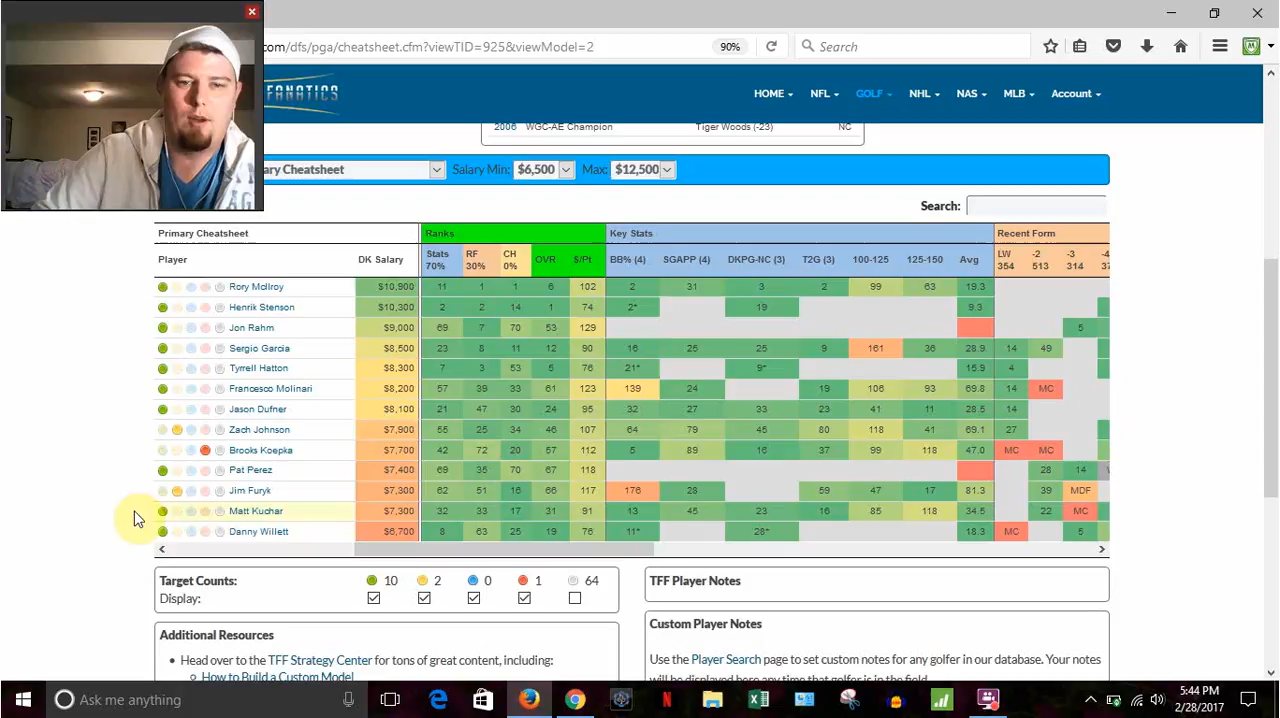 com/dfs/pga/cheatsheet.cfm?viewTID=925&viewModel=2 90% Search
FANATICS HOME NFL GOLF NHL NAS MLB Account
2006 WGC-AE Champion Tiger Woods (-23) NC
ary Cheatsheet Salary Min: $6,500 Max: $12,500
Search:
Primary Cheatsheet Ranks Key Stats Recent Form
Player DK Salary Stats 70% RF 30% CH 0% OVR $/Pt BB% (4) SGAPP (4) DKPG-NC (3) T2G (3) 100-125 125-150 Avg LW 354 -2 513 -3 314 -4
Rory McIlroy $10,900 11 1 1 6 102 2 31 3 2 99 63 19.3
Henrik Stenson $10,300 2 2 14 1 74 2* 19 9.3
Jon Rahm $9,000 69 7 70 53 129 5
Sergio Garcia $8,500 23 8 11 12 90 16 25 25 9 161 36 28.9 14 49
Tyrrell Hatton $8,300 7 3 53 5 76 21* 9* 15.9 4
Francesco Molinari $8,200 57 39 33 61 123 139 24 19 106 93 69.8 14 MC
Jason Dufner $8,100 21 47 30 24 95 32 27 33 23 41 11 28.5 14
Zach Johnson $7,900 55 25 34 46 107 64 79 45 80 118 41 69.1 27
Brooks Koepka $7,700 42 72 20 57 112 5 89 16 37 99 118 47.0 MC MC
Pat Perez $7,400 69 35 70 67 118 28 14
Jim Furyk $7,300 62 51 16 66 117 176 28 59 47 17 81.3 39 MDF
Matt Kuchar $7,300 32 33 17 31 91 13 45 23 41 85 118 34.5 22 MC
Danny Willett $6,700 8 63 25 19 76 11* 28* 18.3 MC 5
Target Counts: 10 2 0 1 64
Display:
TFF Player Notes
Additional Resources
Head over to the TFF Strategy Center for tons of great content, including:
How to Build a Custom Model
Custom Player Notes
Use the Player Search page to set custom notes for any golfer in our database. Your notes
will be displayed here any time that golfer is in the field.
Ask me anything
5:44 PM
2/28/2017